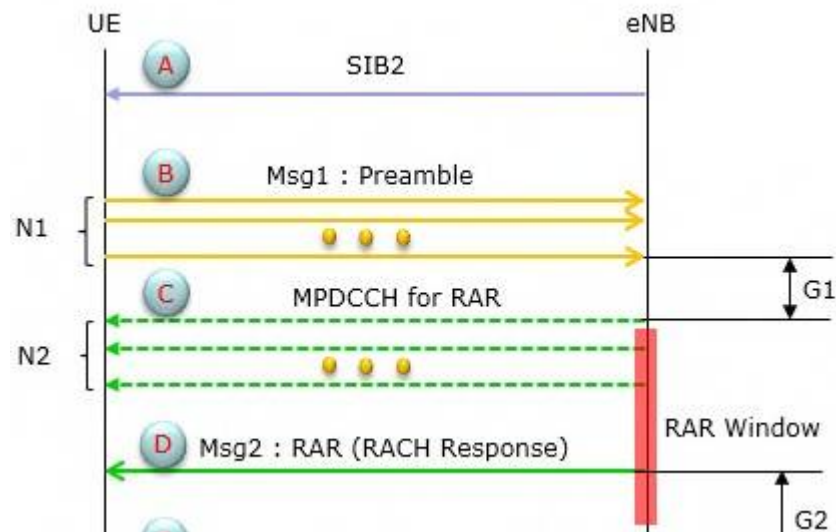 UE eNB
A SIB2
B Msg1 : Preamble
N1
G1
C MPDCCH for RAR
N2
RAR Window
D Msg2 : RAR (RACH Response)
G2